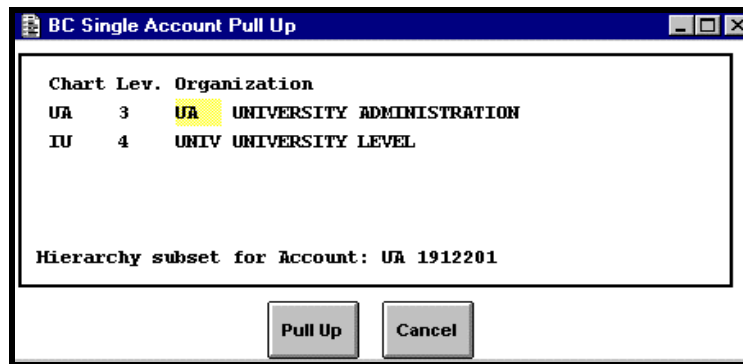 BC Single Account Pull Up
Chart Lev. Organization
UA 3 UA UNIVERSITY ADMINISTRATION
IU 4 UNIV UNIVERSITY LEVEL
Hierarchy subset for Account: UA 1912201
Pull Up Cancel